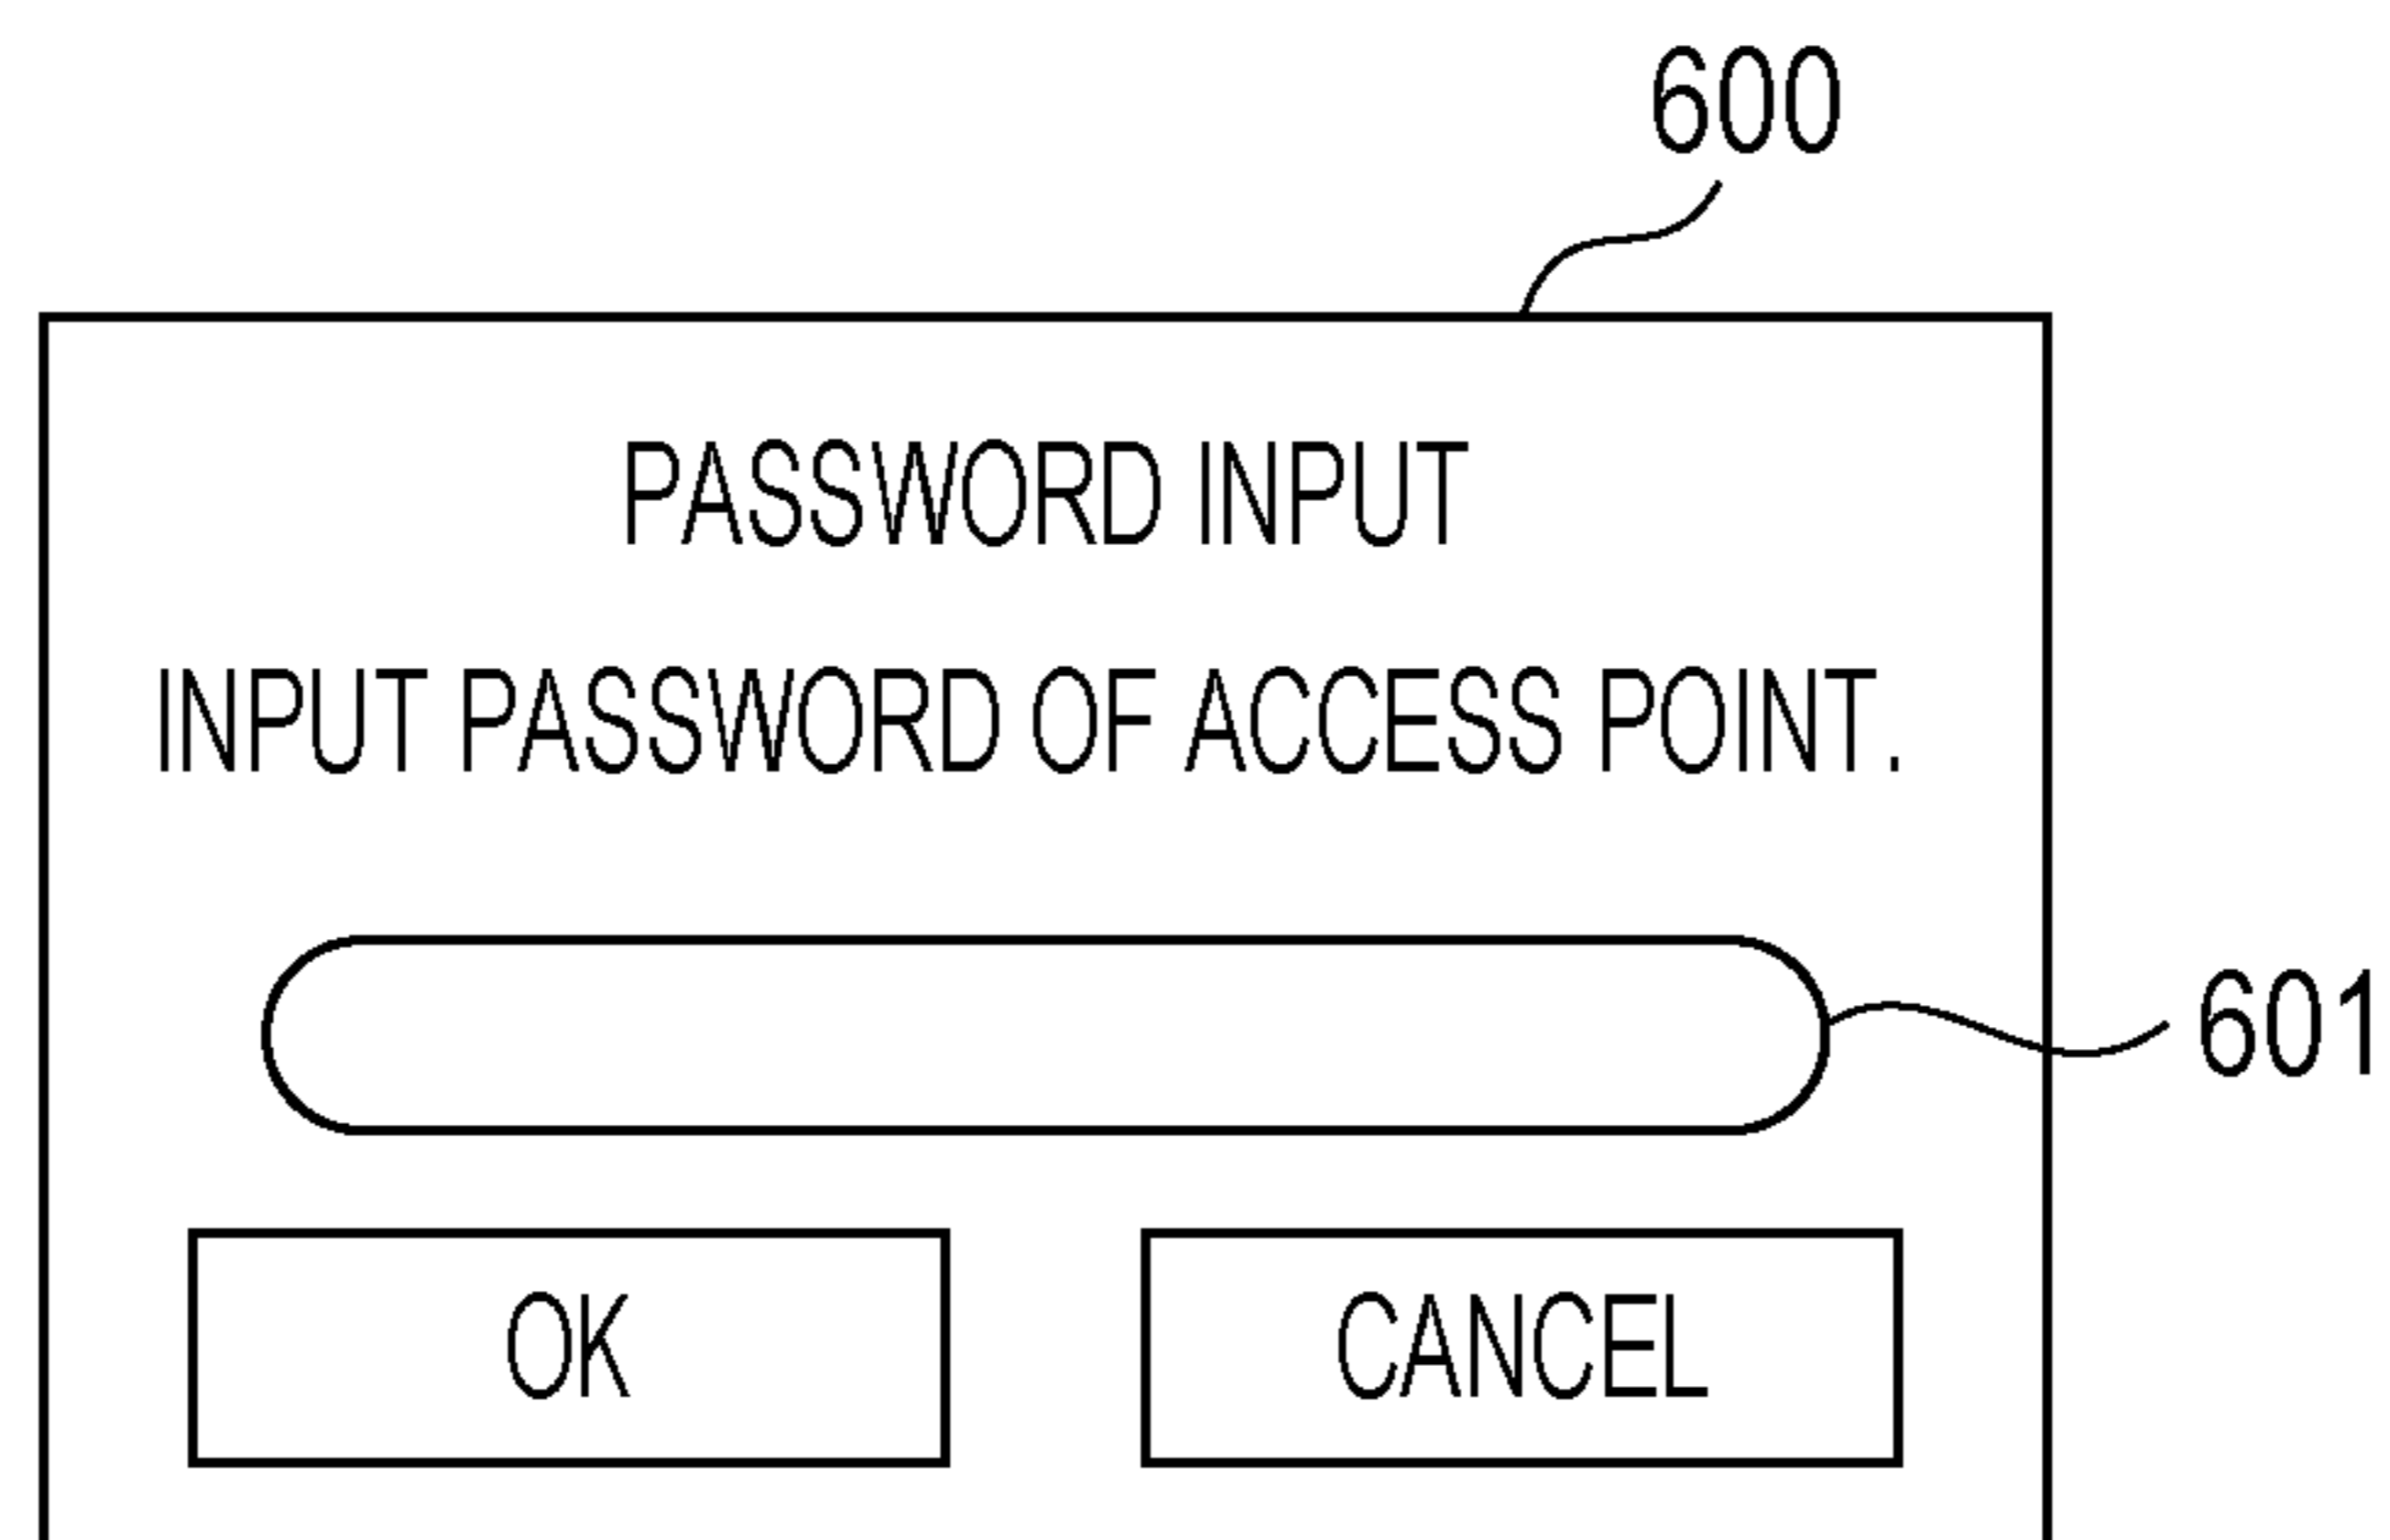 600
PASSWORD INPUT
INPUT PASSWORD OF ACCESS POINT.
601
OK
CANCEL